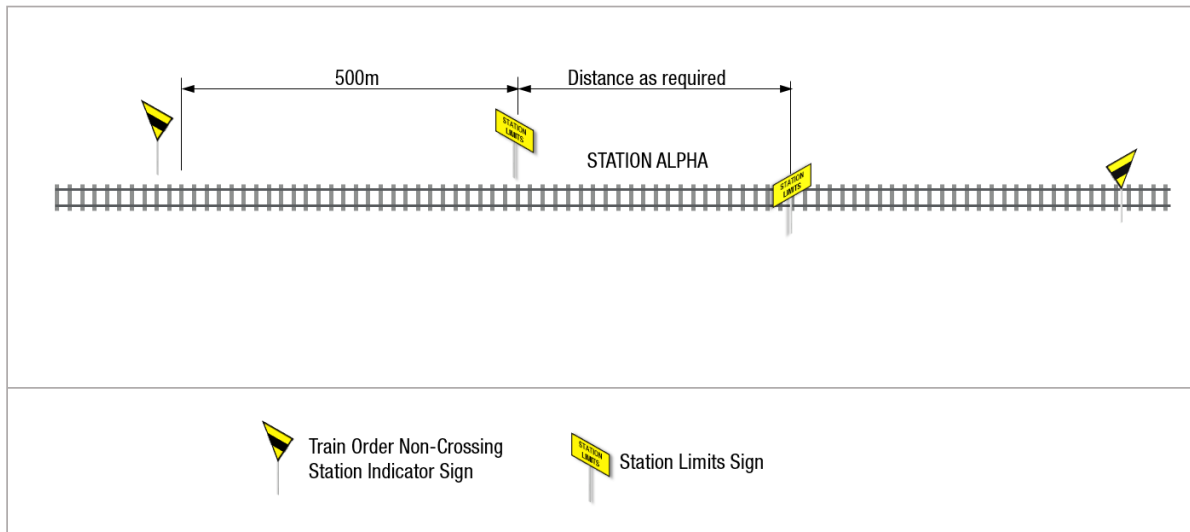 500m
Distance as required
STATION
LIMITS
STATION ALPHA
STATION
LIMITS
Train Order Non-Crossing
Station Indicator Sign
STATION
LIMITS
Station Limits Sign